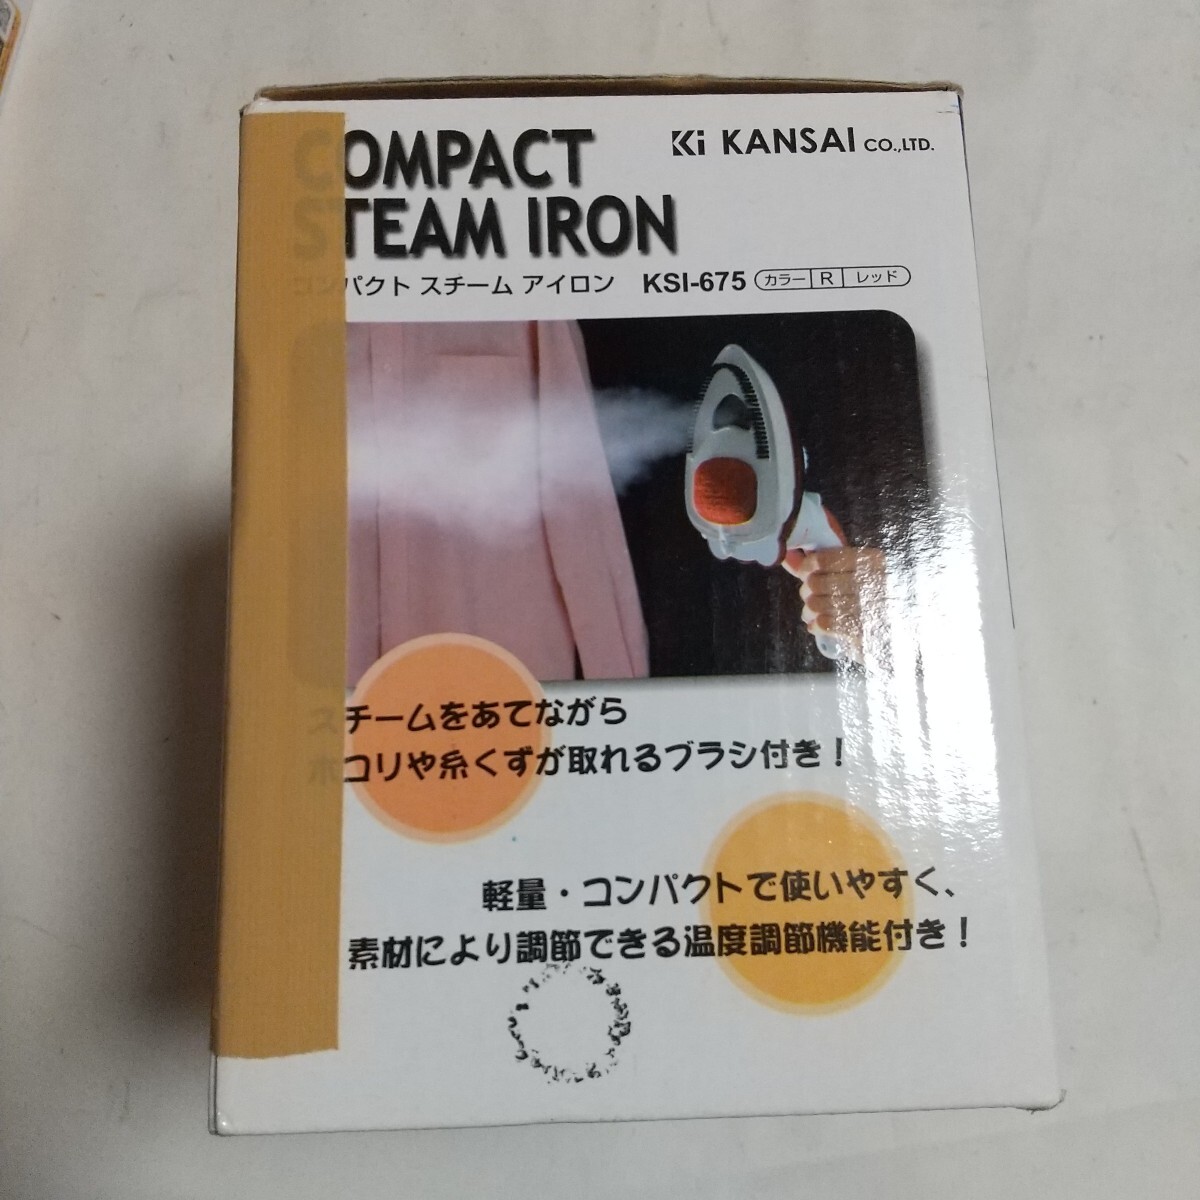 COMPACT
STEAM IRON
Ki KANSAI CO.,LTD.
コンパクト スチーム アイロン KSI-675 カラー R レッド
スチームをあてながら
ホコリや糸くずが取れるブラシ付き！
軽量・コンパクトで使いやすく、
素材により調節できる温度調節機能付き！